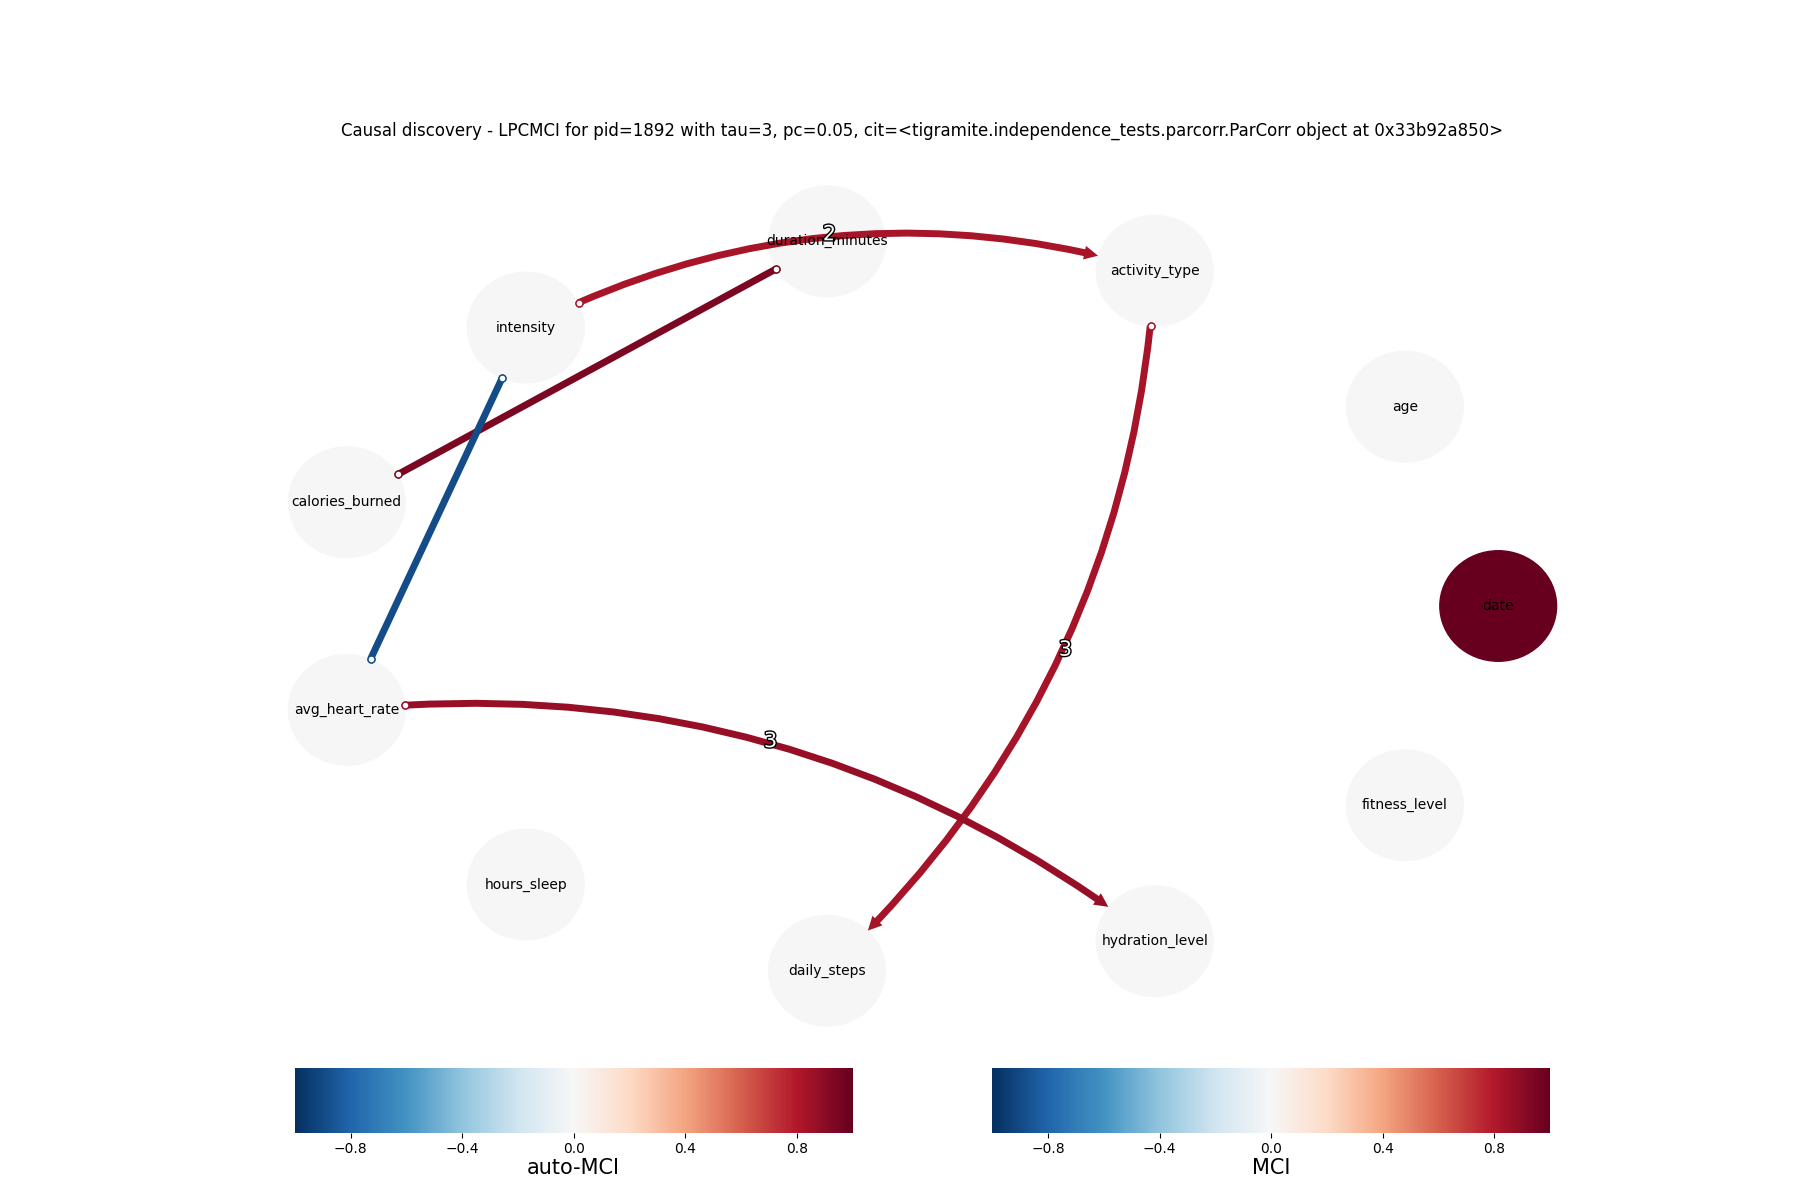 Causal discovery - LPCMCI for pid=1892 with tau=3, pc=0.05, cit=<tigramite.independence_tests.parcorr.ParCorr object at 0x33b92a850>
2
duration_minutes
activity_type
intensity
age
calories_burned
date
3
avg_heart_rate
3
fitness_level
hours_sleep
hydration_level
daily_steps
−0.8 −0.4 0.0 0.4 0.8
auto-MCI
−0.8 −0.4 0.0 0.4 0.8
MCI